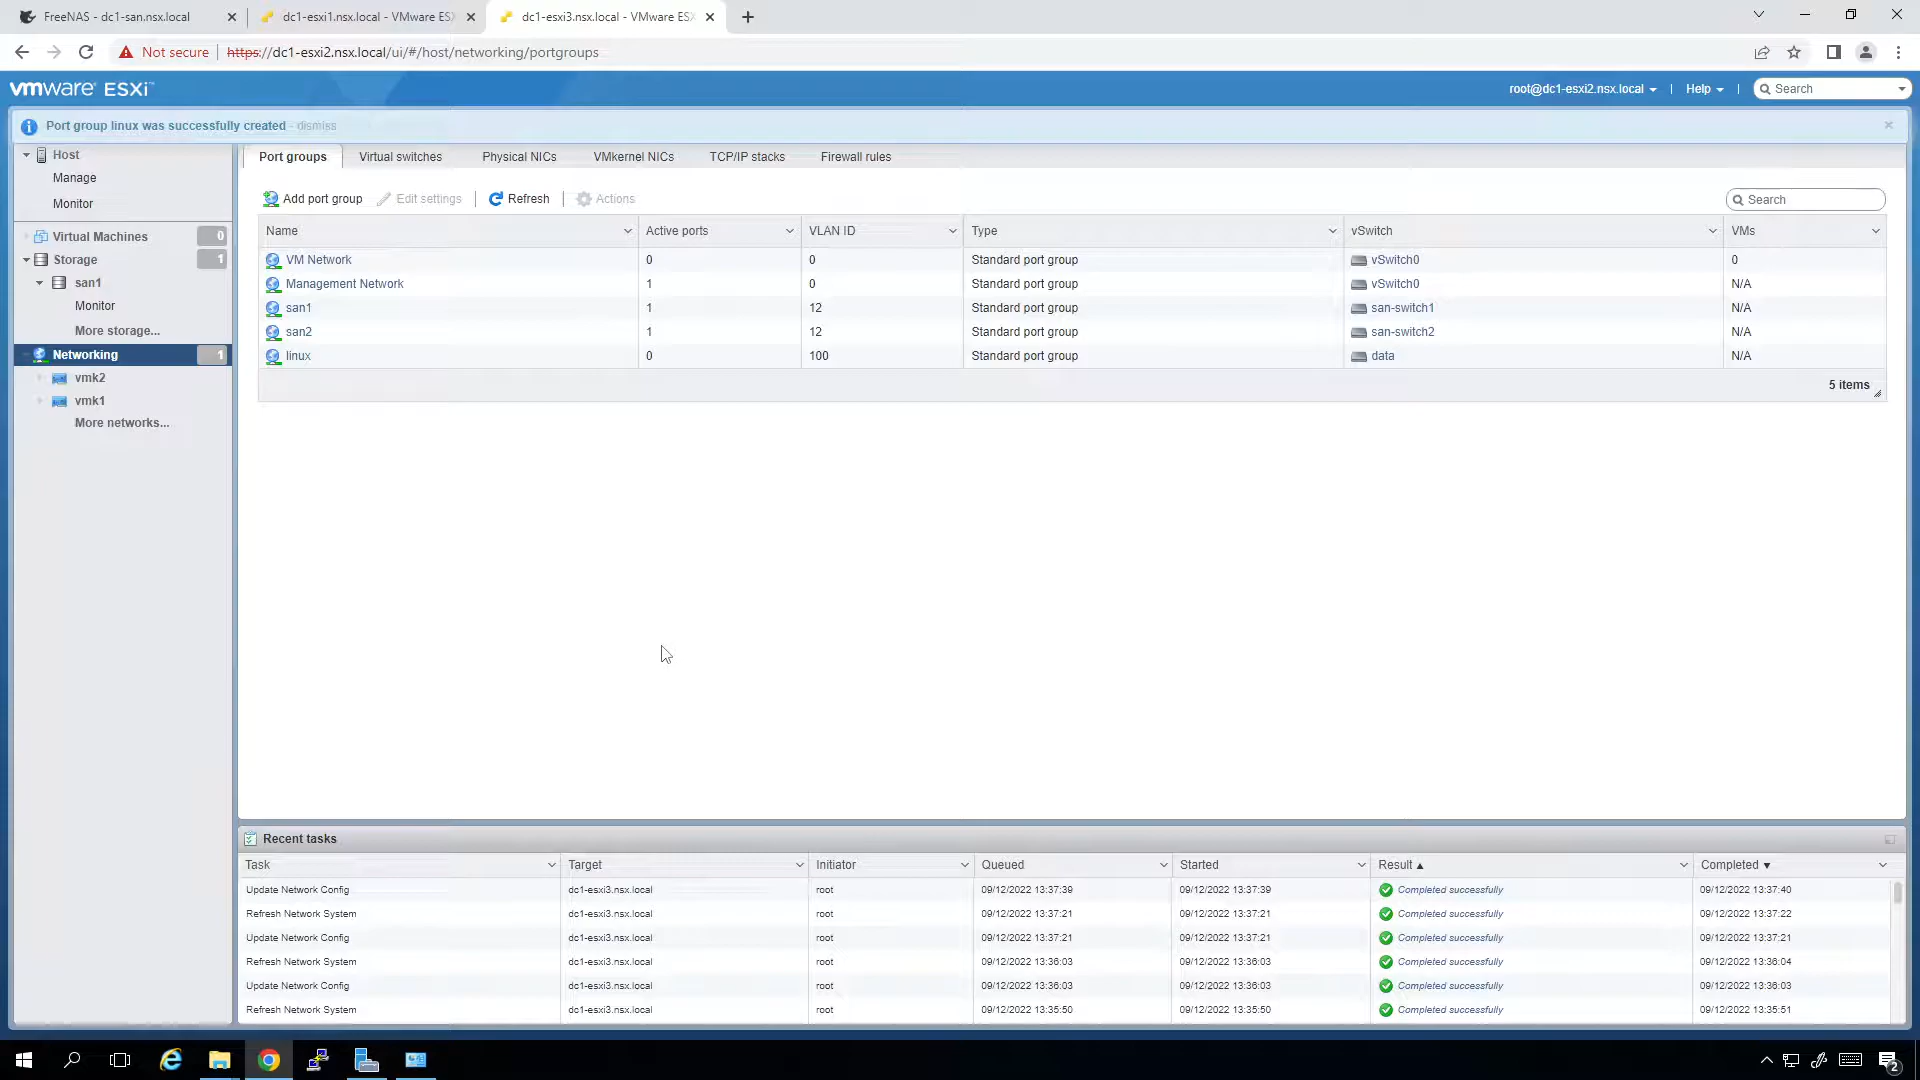 FreeNAS - dc1-san.nsx.local
dc1-esxi1.nsx.local - VMware ES
dc1-esxi3.nsx.local - VMware ES
Not secure
https://dc1-esxi2.nsx.local/ui/#/host/networking/portgroups
vmware ESXi™
root@dc1-esxi2.nsx.local
Help
Search
Port group linux was successfully created - dismiss
Host
Manage
Monitor
Virtual Machines 0
Storage 1
san1
Monitor
More storage...
Networking 1
vmk2
vmk1
More networks...
Port groups Virtual switches Physical NICs VMkernel NICs TCP/IP stacks Firewall rules
Add port group Edit settings Refresh Actions Search
Name Active ports VLAN ID Type vSwitch VMs
VM Network 0 0 Standard port group vSwitch0 0
Management Network 1 0 Standard port group vSwitch0 N/A
san1 1 12 Standard port group san-switch1 N/A
san2 1 12 Standard port group san-switch2 N/A
linux 0 100 Standard port group data N/A
5 items
Recent tasks
Task Target Initiator Queued Started Result Completed
Update Network Config dc1-esxi3.nsx.local root 09/12/2022 13:37:39 09/12/2022 13:37:39 Completed successfully 09/12/2022 13:37:40
Refresh Network System dc1-esxi3.nsx.local root 09/12/2022 13:37:21 09/12/2022 13:37:21 Completed successfully 09/12/2022 13:37:22
Update Network Config dc1-esxi3.nsx.local root 09/12/2022 13:37:21 09/12/2022 13:37:21 Completed successfully 09/12/2022 13:37:21
Refresh Network System dc1-esxi3.nsx.local root 09/12/2022 13:36:03 09/12/2022 13:36:03 Completed successfully 09/12/2022 13:36:04
Update Network Config dc1-esxi3.nsx.local root 09/12/2022 13:36:03 09/12/2022 13:36:03 Completed successfully 09/12/2022 13:36:03
Refresh Network System dc1-esxi3.nsx.local root 09/12/2022 13:35:50 09/12/2022 13:35:50 Completed successfully 09/12/2022 13:35:51
2